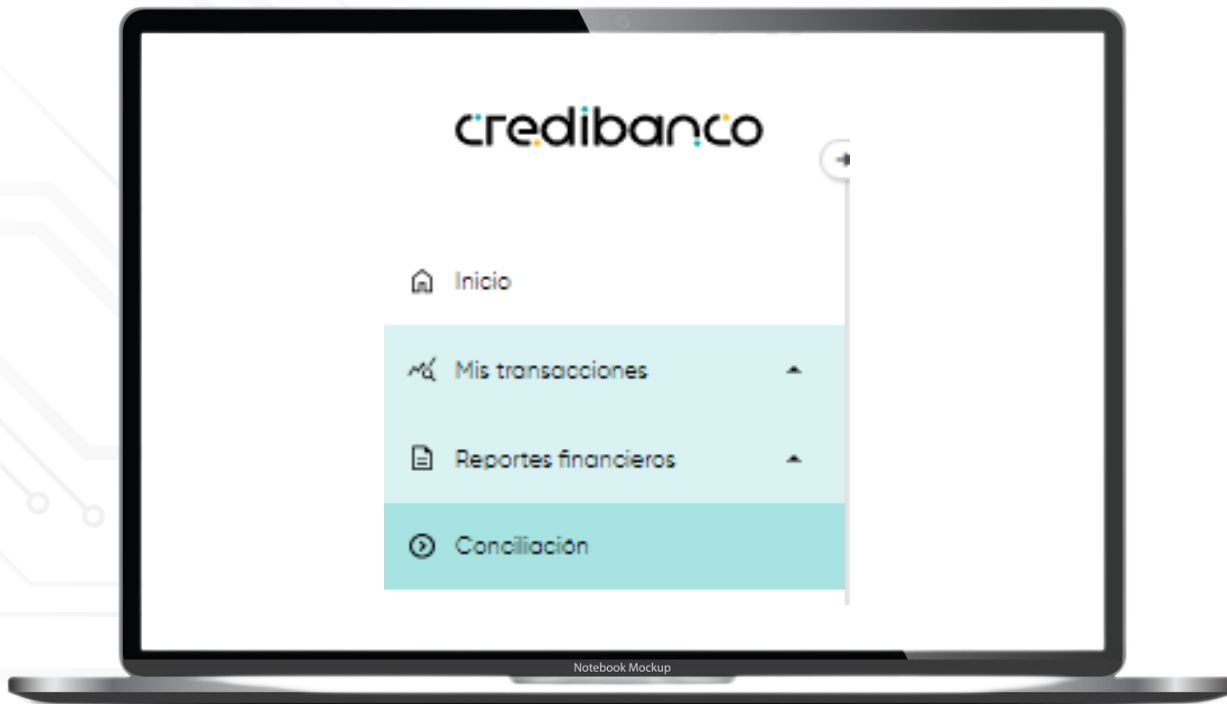 credibanco
Inicio
Mis transacciones
Reportes financieros
Conciliación
Notebook Mockup